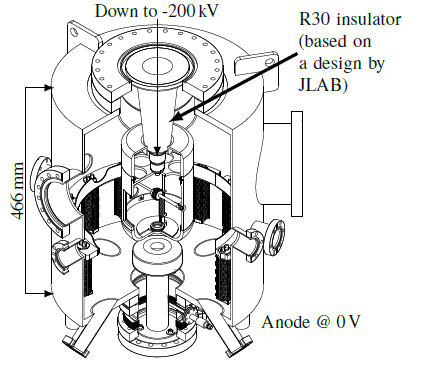 Down to -200 kV
R30 insulator
(based on
a design by
JLAB)
466 mm
Anode @ 0 V